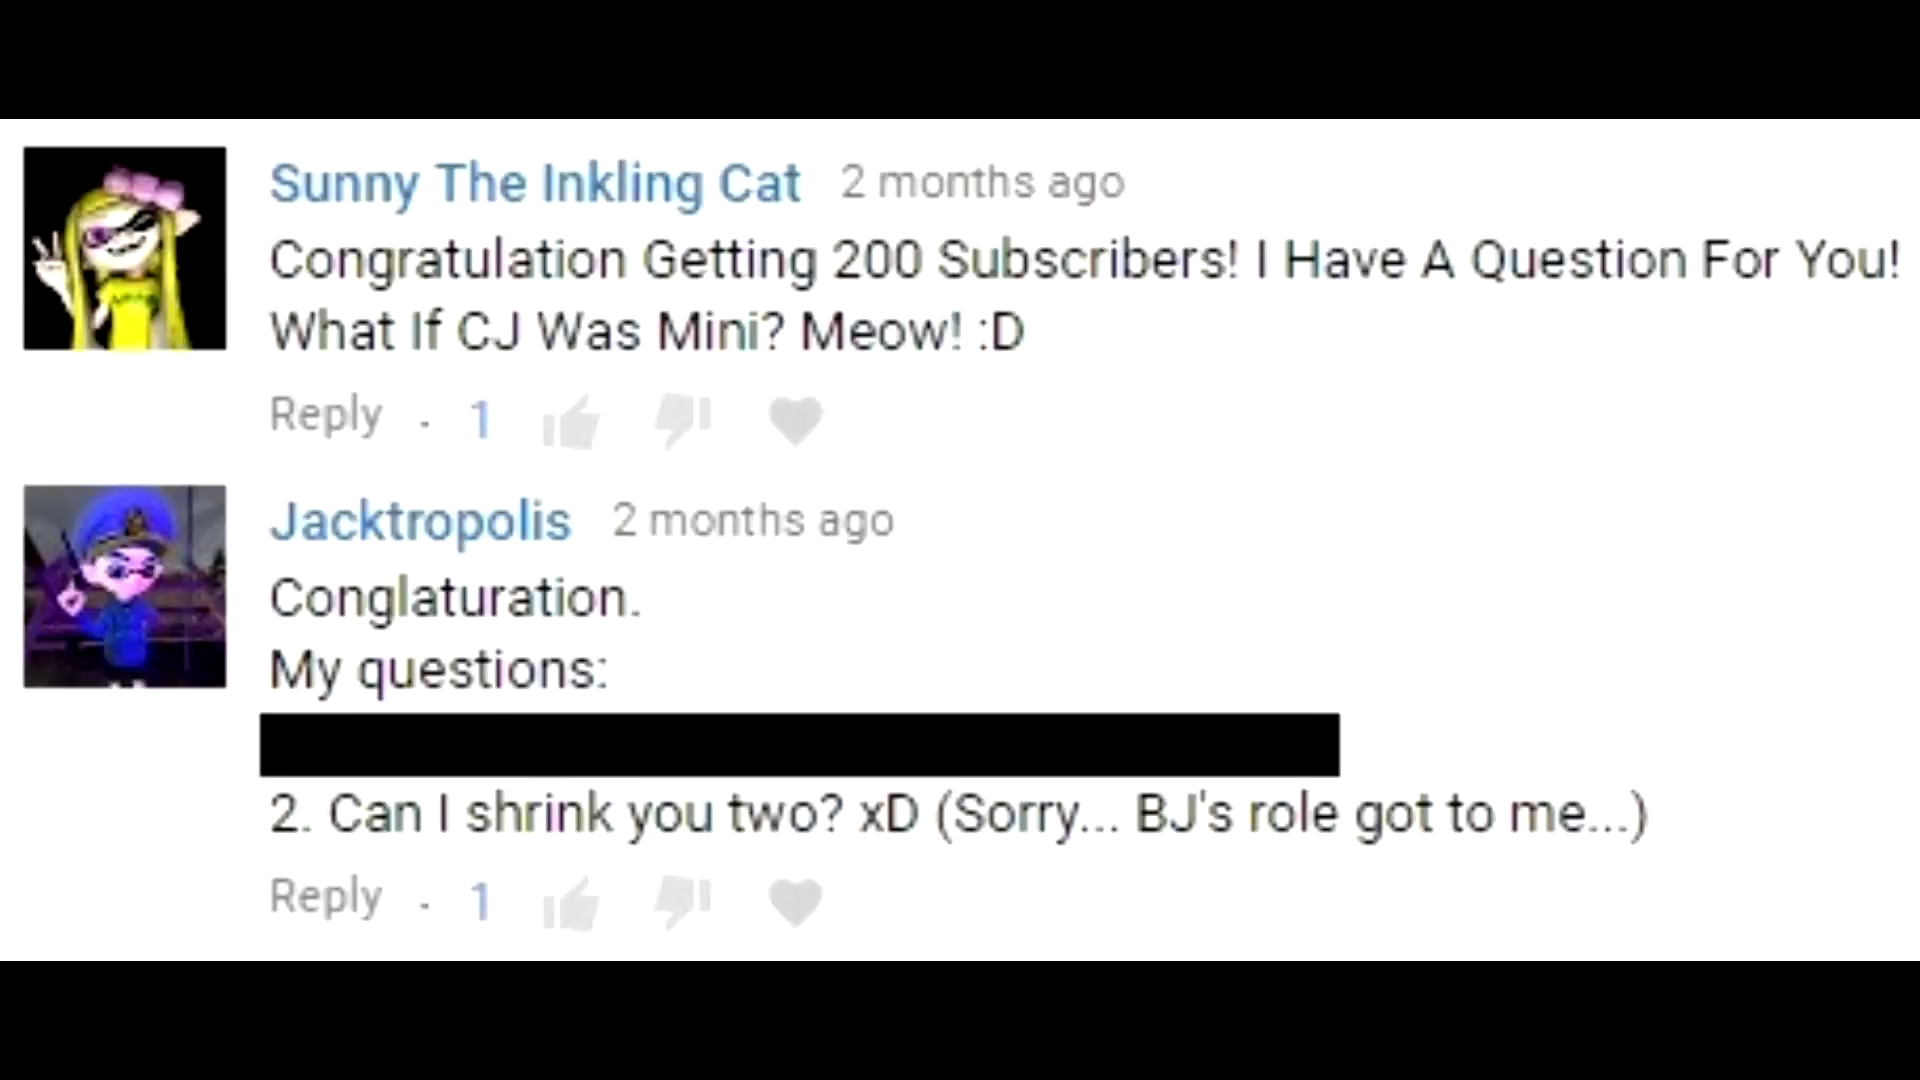 Sunny The Inkling Cat 2 months ago
Congratulation Getting 200 Subscribers! I Have A Question For You!
What If CJ Was Mini? Meow! :D
Reply . 1
Jacktropolis 2 months ago
Conglaturation.
My questions:
2. Can I shrink you two? xD (Sorry... BJ's role got to me...)
Reply . 1